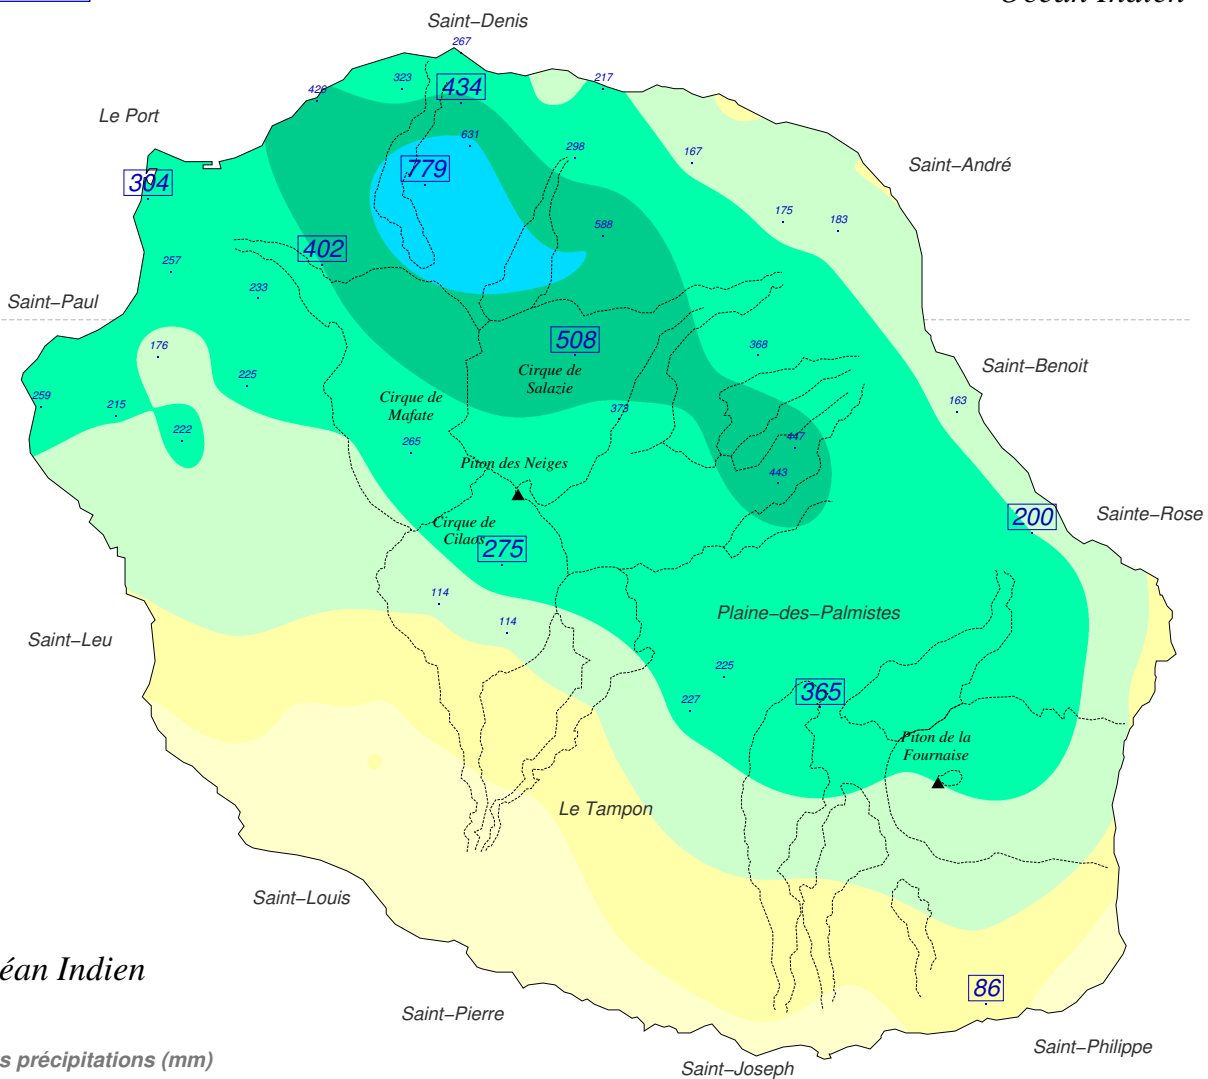 Saint-Denis
267
323
434
426
217
Le Port
631
298
167
Saint-André
779
304
175
183
588
402
257
233
Saint-Paul
508
368
176
Cirque de
Salazie
Saint-Benoit
225
Cirque de
Mafate
259
215
373
163
222
265
447
Piton des Neiges
443
Cirque de
Cilaos
275
200
Sainte-Rose
114
Plaine-des-Palmistes
114
Saint-Leu
225
227
365
Piton de la
Fournaise
Le Tampon
Saint-Louis
éan Indien
86
Saint-Pierre
Saint-Philippe
s précipitations (mm)
Saint-Joseph